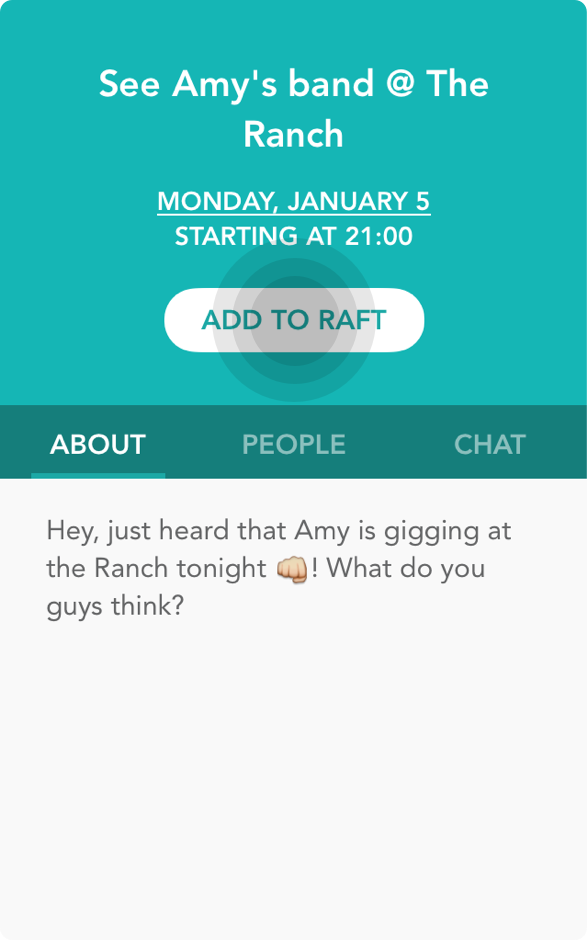 See Amy's band @ The
Ranch
MONDAY, JANUARY 5
STARTING AT 21:00
ADD TO RAFT
ABOUT
PEOPLE
CHAT
Hey, just heard that Amy is gigging at
the Ranch tonight 👊! What do you
guys think?